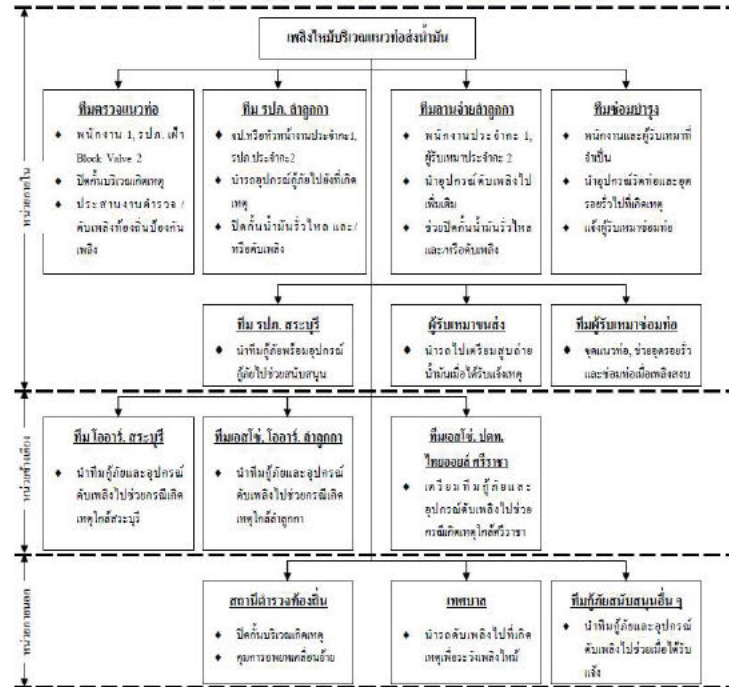 เพลิงไหม้บริเวณแนวท่อส่งน้ำมัน
หน่วยภายใน
ทีมตรวจแนวท่อ
♦ พนักงาน 1, รปภ. เฝ้า
Block Valve 2
♦ ปิดกั้นบริเวณเกิดเหตุ
♦ ประสานงานตำรวจ /
ดับเพลิงท้องถิ่นป้องกัน
เพลิง
ทีม รปภ. ลำลูกกา
♦ จป.หรือหัวหน้างานประจำกะ1,
รปภ.ประจำกะ2
♦ นำรถอุปกรณ์กู้ภัยไปยังที่เกิด
เหตุ
♦ ปิดกั้นน้ำมันรั่วไหล และ/
หรือดับเพลิง
ทีมลานจ่ายลำลูกกา
♦ พนักงานประจำกะ 1,
ผู้รับเหมาประจำกะ 2
♦ นำอุปกรณ์ดับเพลิงไป
เพิ่มเติม
♦ ช่วยปิดกั้นน้ำมันรั่วไหล
และ/หรือดับเพลิง
ทีมซ่อมบำรุง
♦ พนักงานและผู้รับเหมาที่
จำเป็น
♦ นำอุปกรณ์รัดท่อและอุด
รอยรั่วไปที่เกิดเหตุ
♦ แจ้งผู้รับเหมาซ่อมท่อ
ทีม รปภ. สระบุรี
♦ นำทีมกู้ภัยพร้อมอุปกรณ์
กู้ภัยไปช่วยสนับสนุน
ผู้รับเหมาขนส่ง
♦ นำรถไปเตรียมสูบถ่าย
น้ำมันเมื่อได้รับแจ้งเหตุ
ทีมผู้รับเหมาซ่อมท่อ
♦ ขุดแนวท่อ, ช่วยอุดรอยรั่ว
และซ่อมท่อเมื่อเพลิงสงบ
หน่วยข้างเคียง
ทีม โออาร์. สระบุรี
♦ นำทีมกู้ภัยและอุปกรณ์
ดับเพลิงไปช่วยกรณีเกิด
เหตุใกล้สระบุรี
ทีมเอสโซ่, โออาร์. ลำลูกกา
♦ นำทีมกู้ภัยและอุปกรณ์
ดับเพลิงไปช่วยกรณีเกิด
เหตุใกล้ลำลูกกา
ทีมเอสโซ่, ปตท.
ไทยออยล์ ศรีราชา
♦ เตรียมทีมกู้ภัยและ
อุปกรณ์ดับเพลิงไปช่วย
กรณีเกิดเหตุใกล้ศรีราชา
หน่วยภายนอก
สถานีตำรวจท้องถิ่น
♦ ปิดกั้นบริเวณเกิดเหตุ
♦ คุมการอพยพเคลื่อนย้าย
เทศบาล
♦ นำรถดับเพลิงไปที่เกิด
เหตุเพื่อระวังเพลิงไหม้
ทีมกู้ภัยสนับสนุนอื่น ๆ
♦ นำทีมกู้ภัยและอุปกรณ์
ดับเพลิงไปช่วยเมื่อได้รับ
แจ้ง